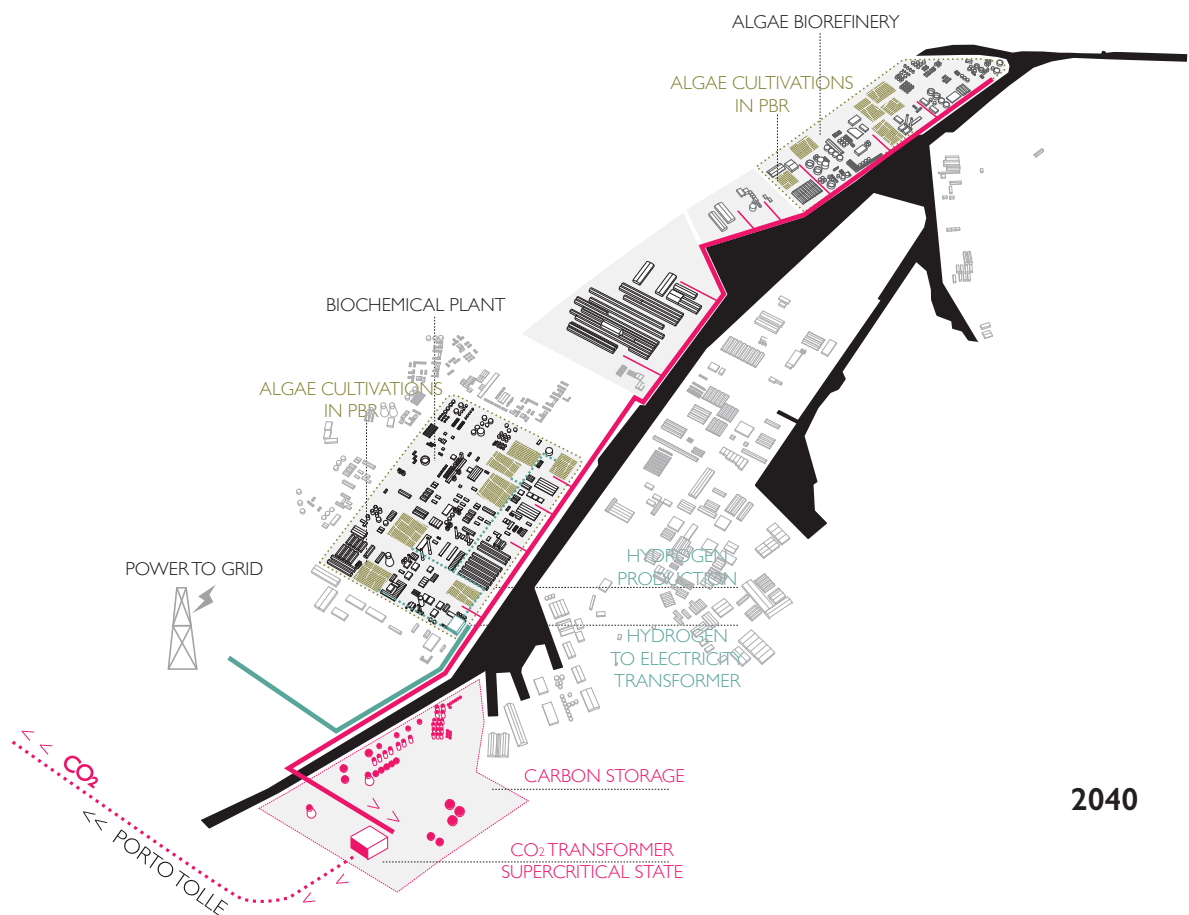 ALGAE BIOREFINERY
ALGAE CULTIVATIONS
IN PBR
BIOCHEMICAL PLANT
ALGAE CULTIVATIONS
IN PBR
POWER TO GRID
HYDROGEN
PRODUCTION
HYDROGEN
TO ELECTRICITY
TRANSFORMER
<< CO₂
CARBON STORAGE
2040
<< PORTO TOLLE
CO₂ TRANSFORMER
SUPERCRITICAL STATE